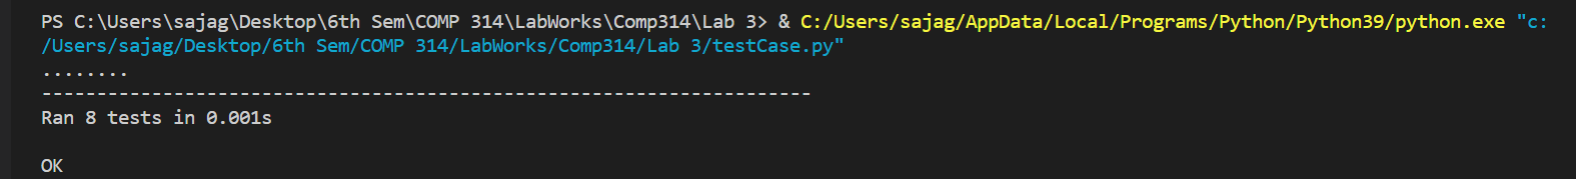 PS C:\Users\sajag\Desktop\6th Sem\COMP 314\LabWorks\Comp314\Lab 3> & C:/Users/sajag/AppData/Local/Programs/Python/Python39/python.exe "c:
/Users/sajag/Desktop/6th Sem/COMP 314/LabWorks/Comp314/Lab 3/testCase.py"
........
----------------------------------------------------------------------
Ran 8 tests in 0.001s
OK